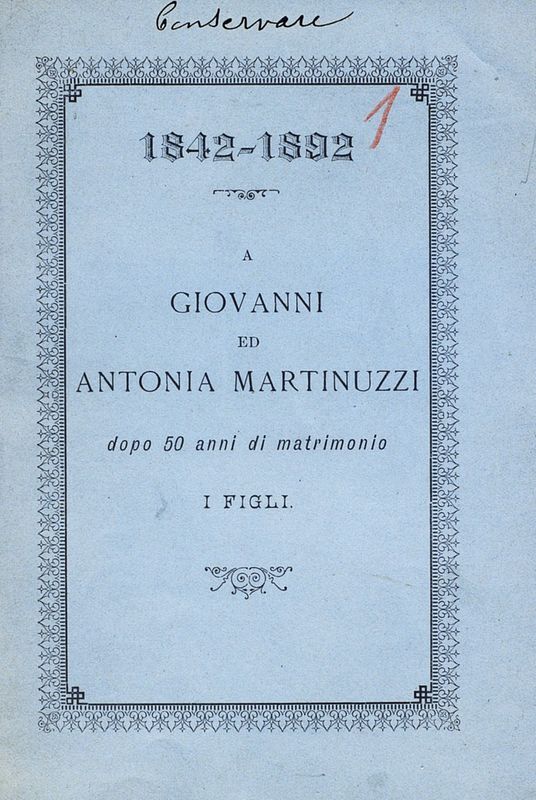 Conservare
1
1842-1892
A
GIOVANNI
ED
ANTONIA MARTINUZZI
dopo 50 anni di matrimonio
I FIGLI.